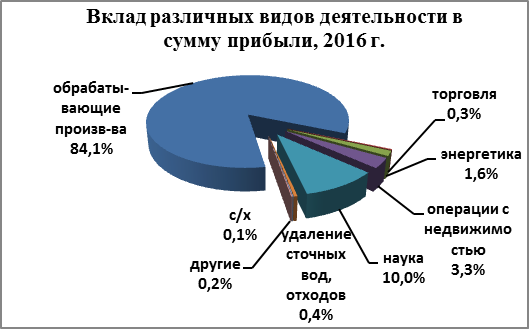 Вклад различных видов деятельности в
сумму прибыли, 2016 г.
обрабаты-
вающие
произв-ва
84,1%
торговля
0,3%
энергетика
1,6%
операции с
недвижимо
стью
3,3%
наука
10,0%
удаление
сточных
вод,
отходов
0,4%
другие
0,2%
с/х
0,1%